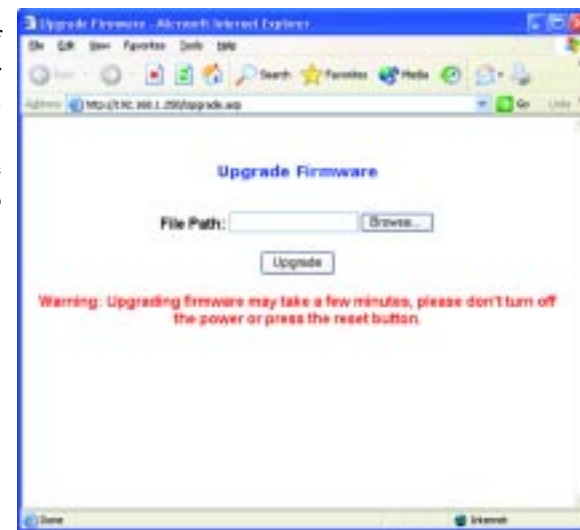 Upgrade Firmware - Microsoft Internet Explorer
File Edit View Favorites Tools Help
Search Favorites Media
Address Go Links
Upgrade Firmware
File Path: Browse...
Upgrade
Warning: Upgrading firmware may take a few minutes, please don't turn off
the power or press the reset button.
Done Internet